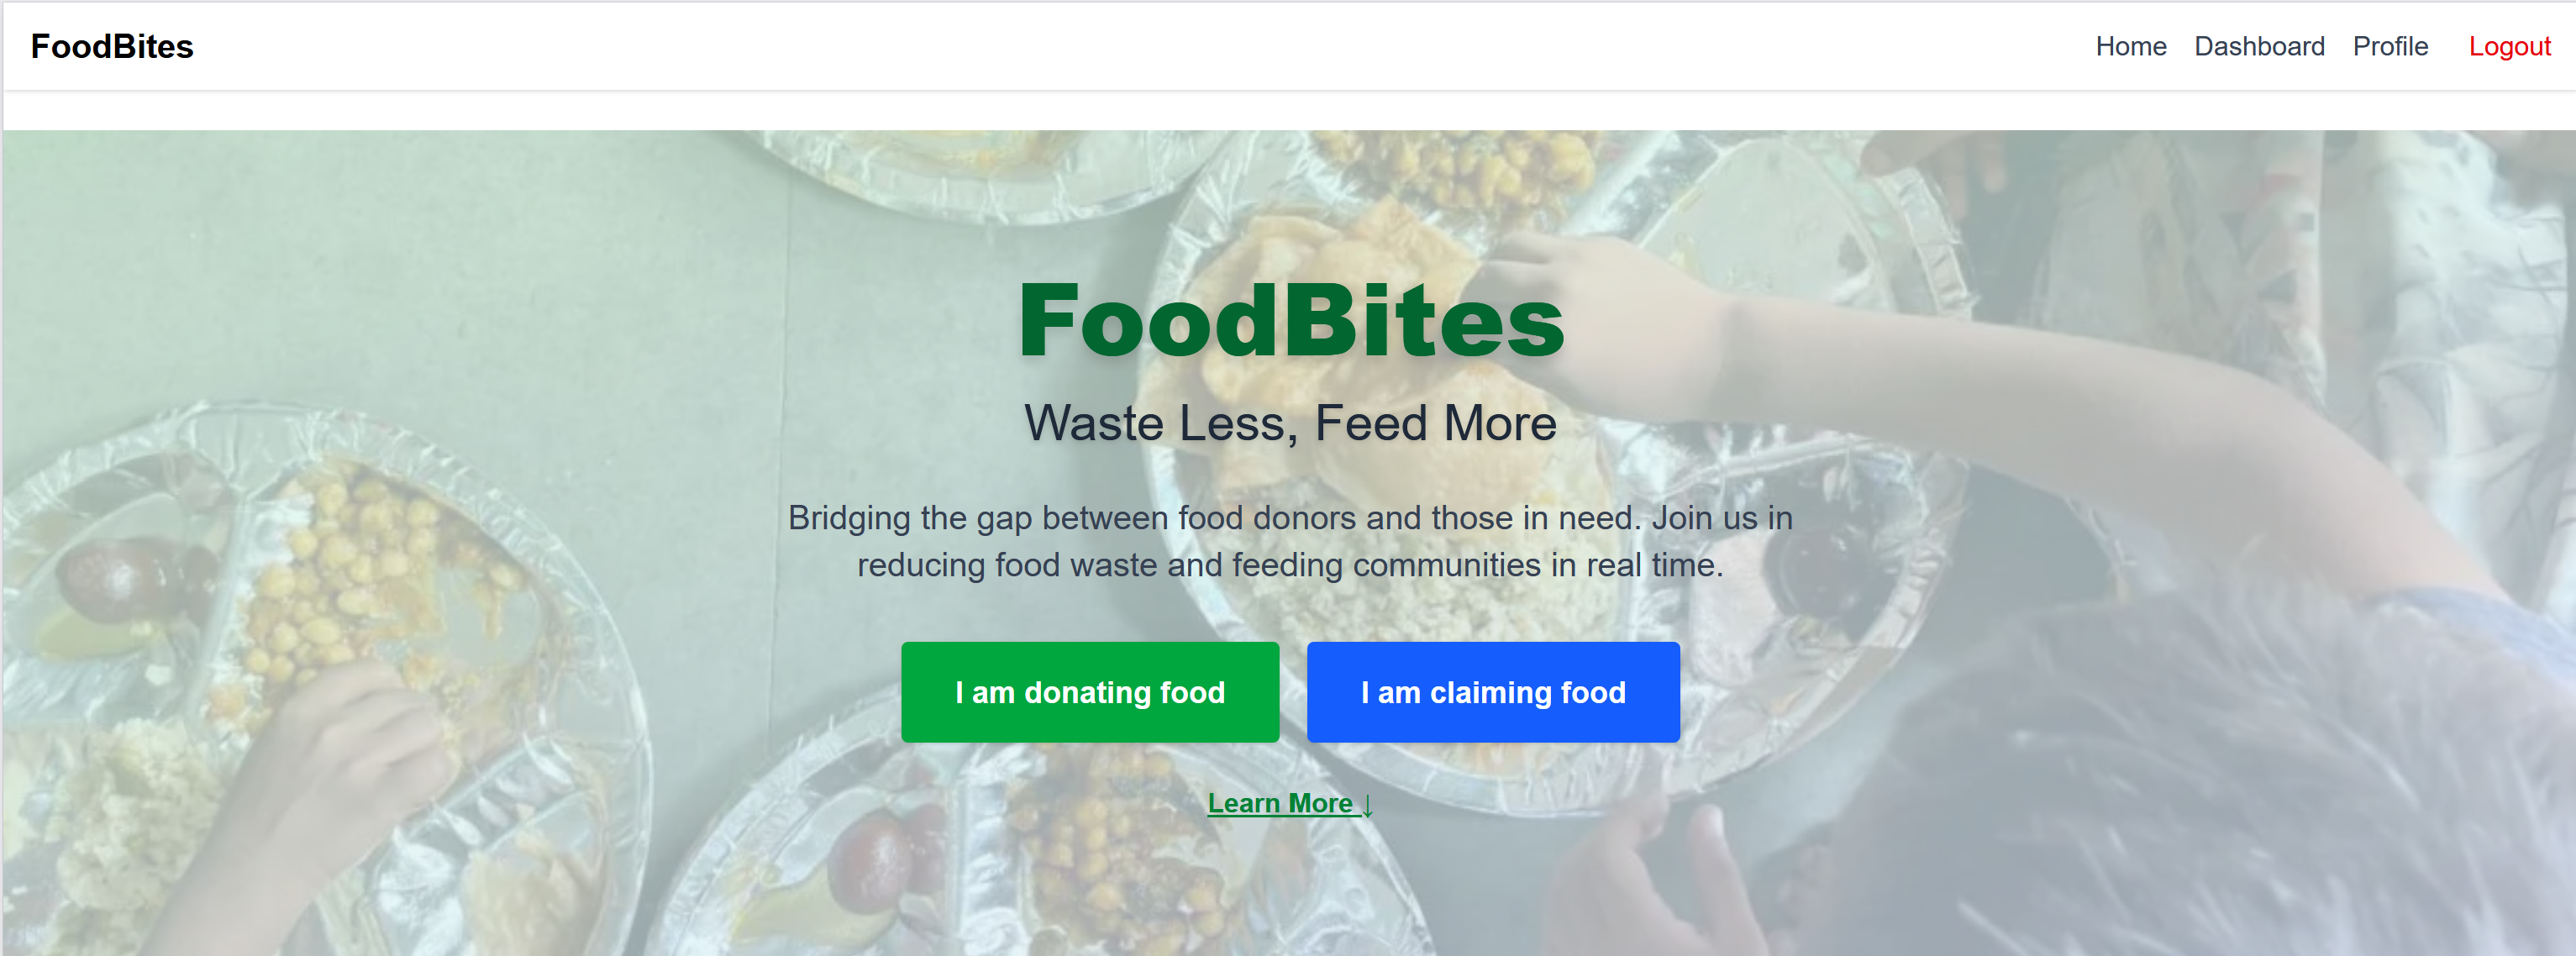 FoodBites
Home Dashboard Profile Logout
FoodBites
Waste Less, Feed More
Bridging the gap between food donors and those in need. Join us in
reducing food waste and feeding communities in real time.
I am donating food I am claiming food
Learn More ↓